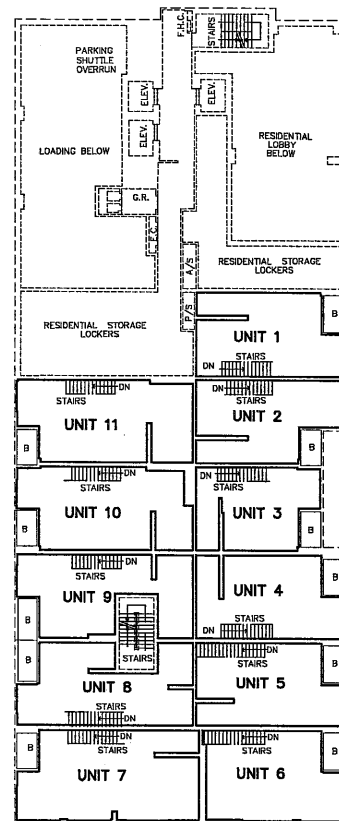 F.H.C.
STAIRS
PARKING
SHUTTLE
OVERRUN
ELEV.
ELEV.
ELEV.
LOADING BELOW
RESIDENTIAL
LOBBY
BELOW
G.R.
E.C.
A/S
RESIDENTIAL STORAGE
LOCKERS
P/S
RESIDENTIAL STORAGE
LOCKERS
UNIT 1
B
STAIRS
DN
DN
STAIRS
UNIT 11
B
DN
STAIRS
UNIT 2
B
DN
STAIRS
UNIT 10
B
DN
STAIRS
UNIT 3
B
DN
STAIRS
UNIT 9
B
UNIT 4
B
STAIRS
DN
STAIRS
B
UNIT 8
STAIRS
DN
DN
STAIRS
UNIT 5
B
B
DN
STAIRS
UNIT 7
DN
STAIRS
UNIT 6
B